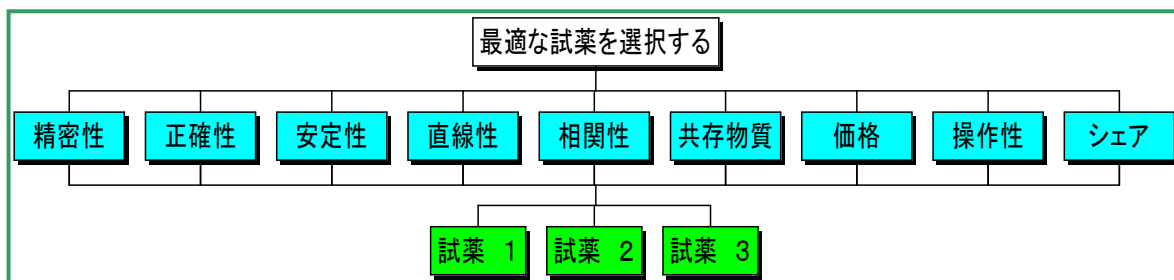 最適な試薬を選択する
精密性
正確性
安定性
直線性
相関性
共存物質
価格
操作性
シェア
試薬 1
試薬 2
試薬 3